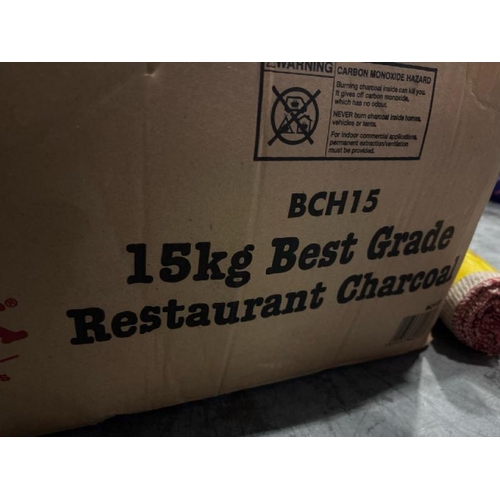 WARNING
CARBON MONOXIDE HAZARD
Burning charcoal inside can kill you.
It gives off carbon monoxide,
which has no odour.
NEVER burn charcoal inside homes,
vehicles or tents.
For indoor commercial applications,
permanent extraction/ventilation
must be provided.
BCH15
15kg Best Grade
Restaurant Charcoal